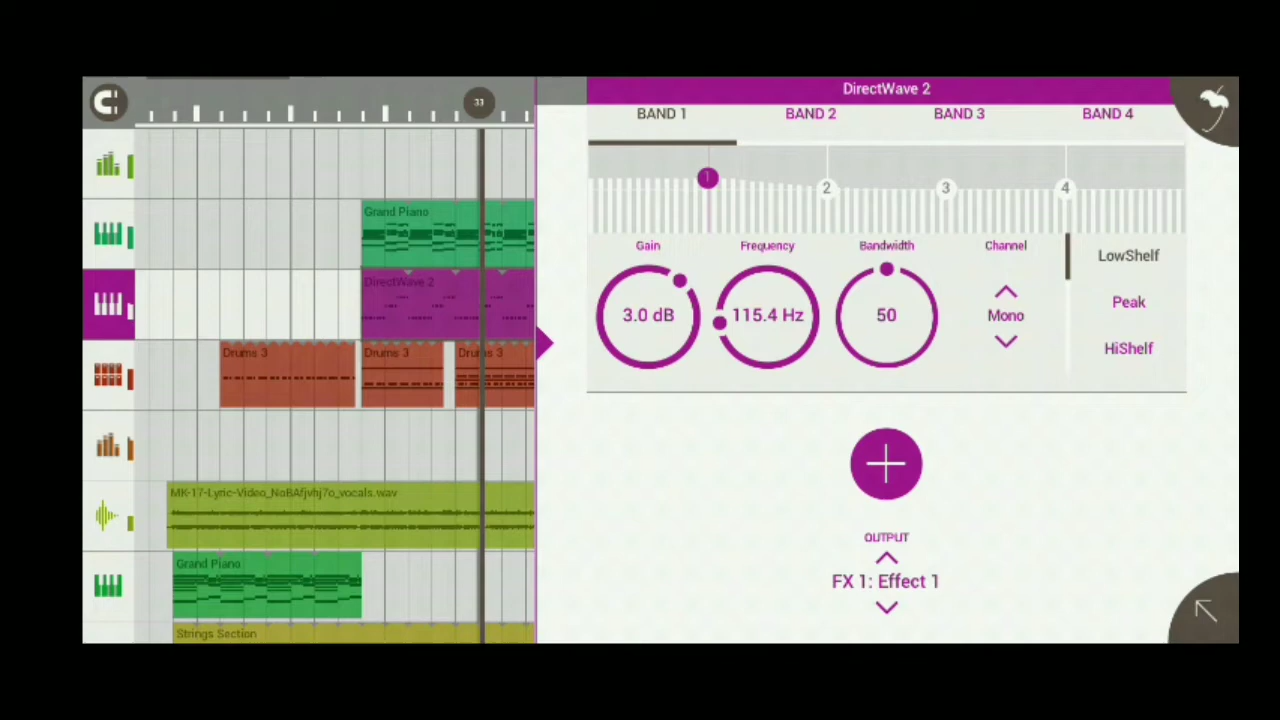 33
DirectWave 2
BAND 1
BAND 2
BAND 3
BAND 4
1
2
3
4
Grand Piano
DirectWave 2
Drums 3
Drums 3
Drums 3
MK-17-Lyric-Video_NoBAfjvhj7o_vocals.wav
Grand Piano
Strings Section
Gain
Frequency
Bandwidth
Channel
3.0 dB
115.4 Hz
50
Mono
LowShelf
Peak
HiShelf
OUTPUT
FX 1: Effect 1